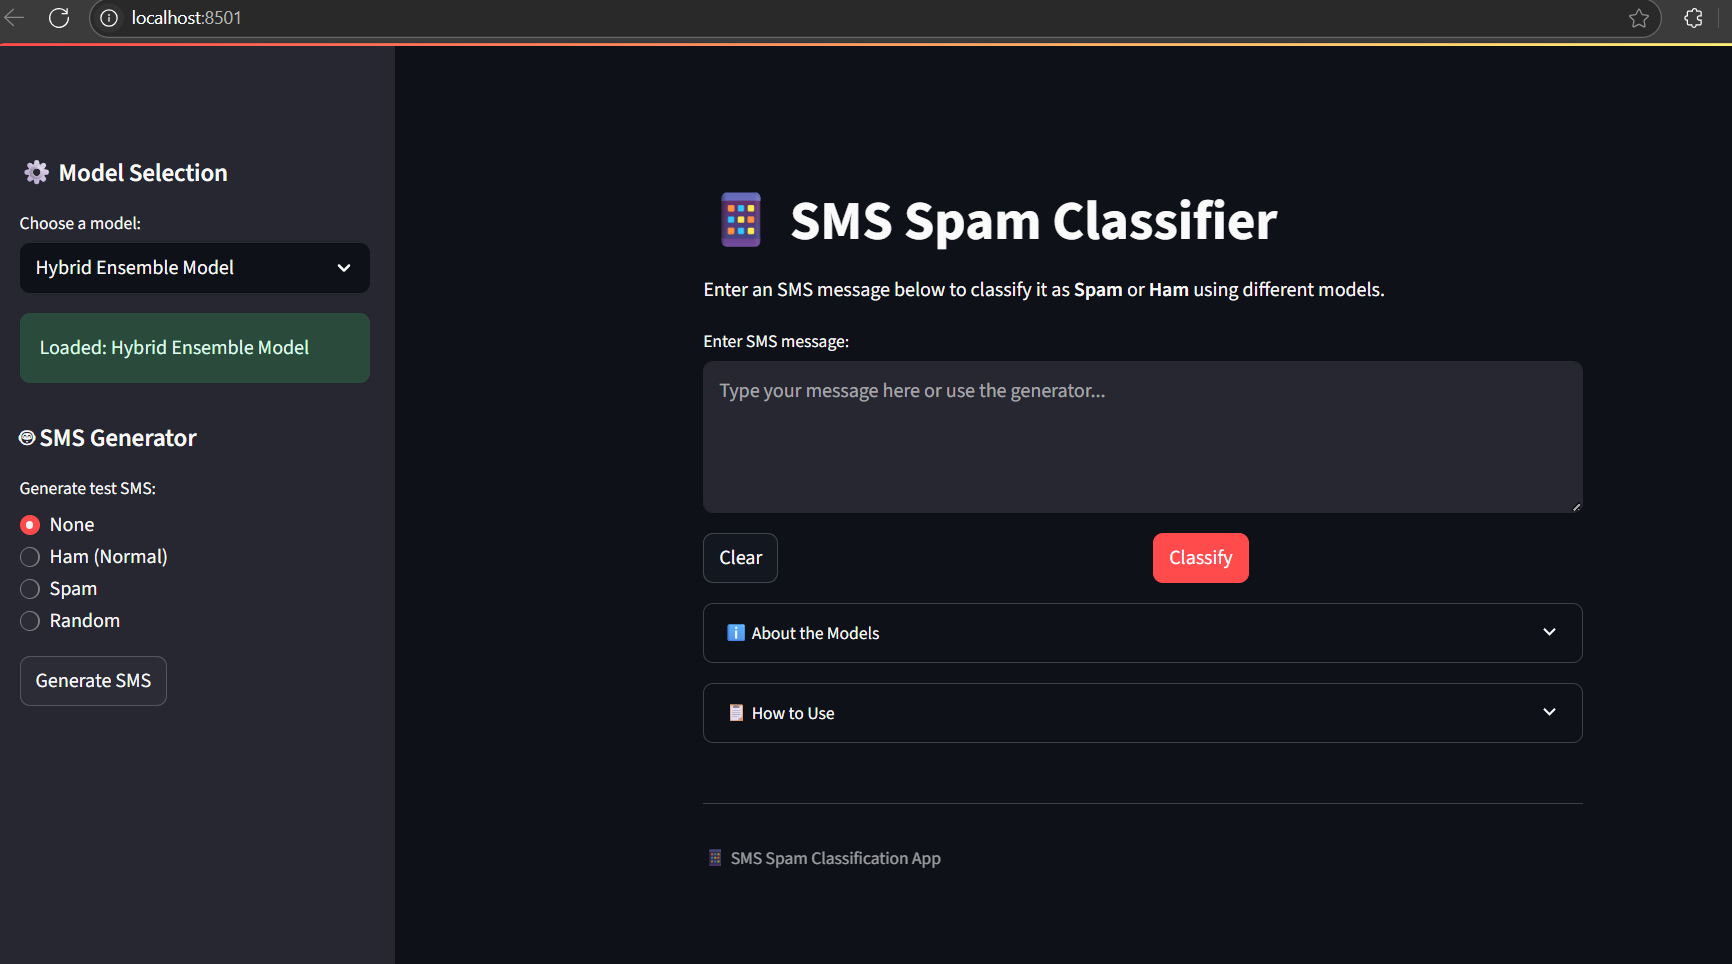 localhost:8501
Model Selection
Choose a model:
Hybrid Ensemble Model
Loaded: Hybrid Ensemble Model
SMS Generator
Generate test SMS:
None
Ham (Normal)
Spam
Random
Generate SMS
SMS Spam Classifier
Enter an SMS message below to classify it as Spam or Ham using different models.
Enter SMS message:
Type your message here or use the generator...
Clear
Classify
About the Models
How to Use
SMS Spam Classification App